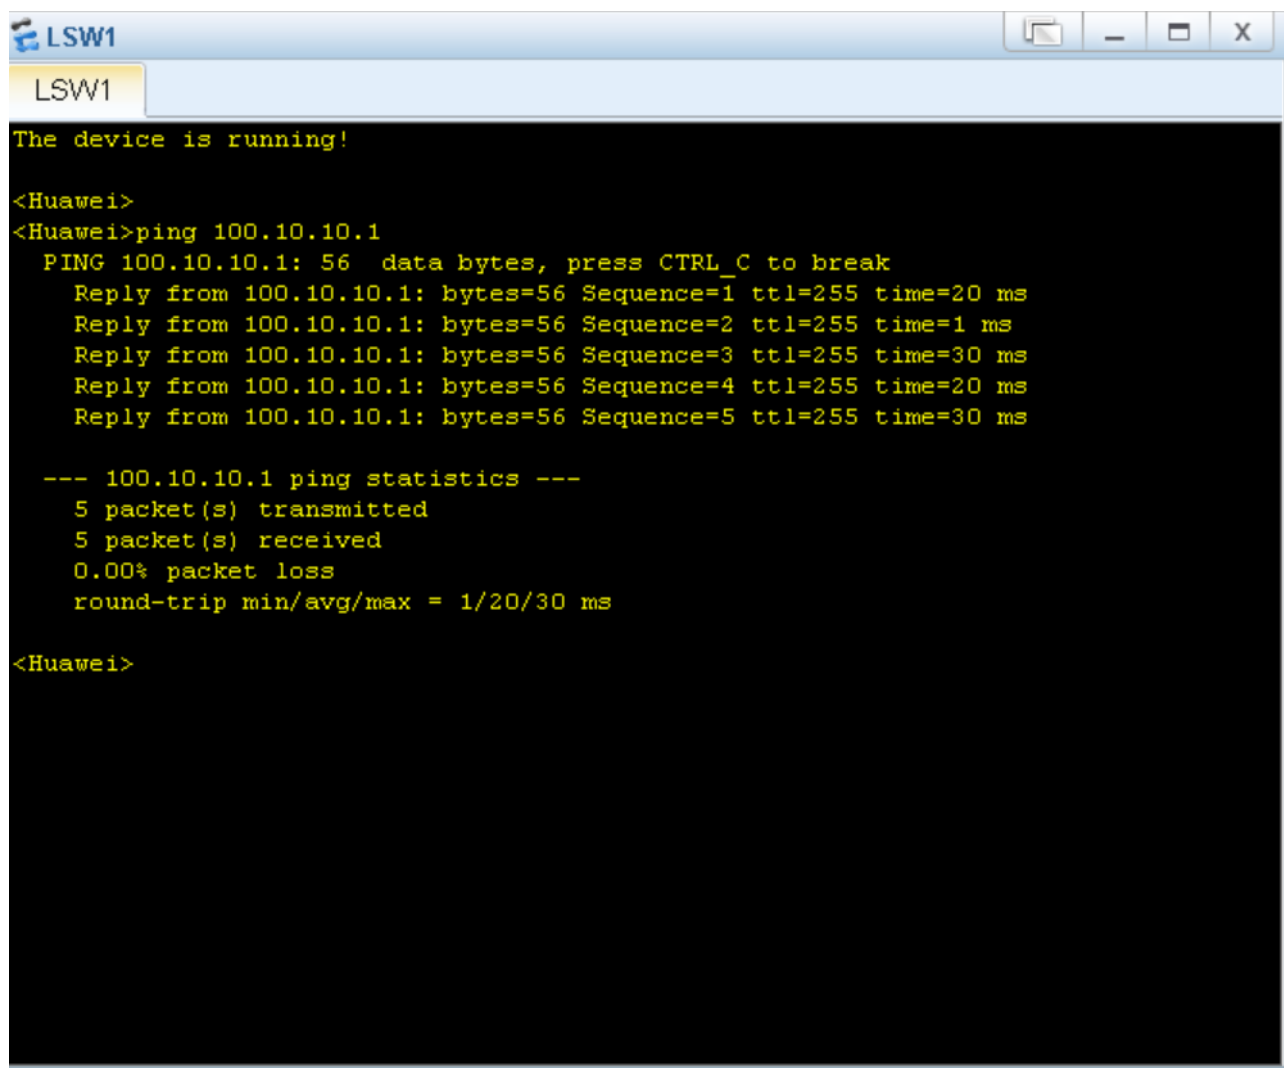 LSW1
X
LSW1
The device is running!
<Huawei>
<Huawei>ping 100.10.10.1
  PING 100.10.10.1: 56  data bytes, press CTRL_C to break
    Reply from 100.10.10.1: bytes=56 Sequence=1 ttl=255 time=20 ms
    Reply from 100.10.10.1: bytes=56 Sequence=2 ttl=255 time=1 ms
    Reply from 100.10.10.1: bytes=56 Sequence=3 ttl=255 time=30 ms
    Reply from 100.10.10.1: bytes=56 Sequence=4 ttl=255 time=20 ms
    Reply from 100.10.10.1: bytes=56 Sequence=5 ttl=255 time=30 ms
  --- 100.10.10.1 ping statistics ---
    5 packet(s) transmitted
    5 packet(s) received
    0.00% packet loss
    round-trip min/avg/max = 1/20/30 ms
<Huawei>